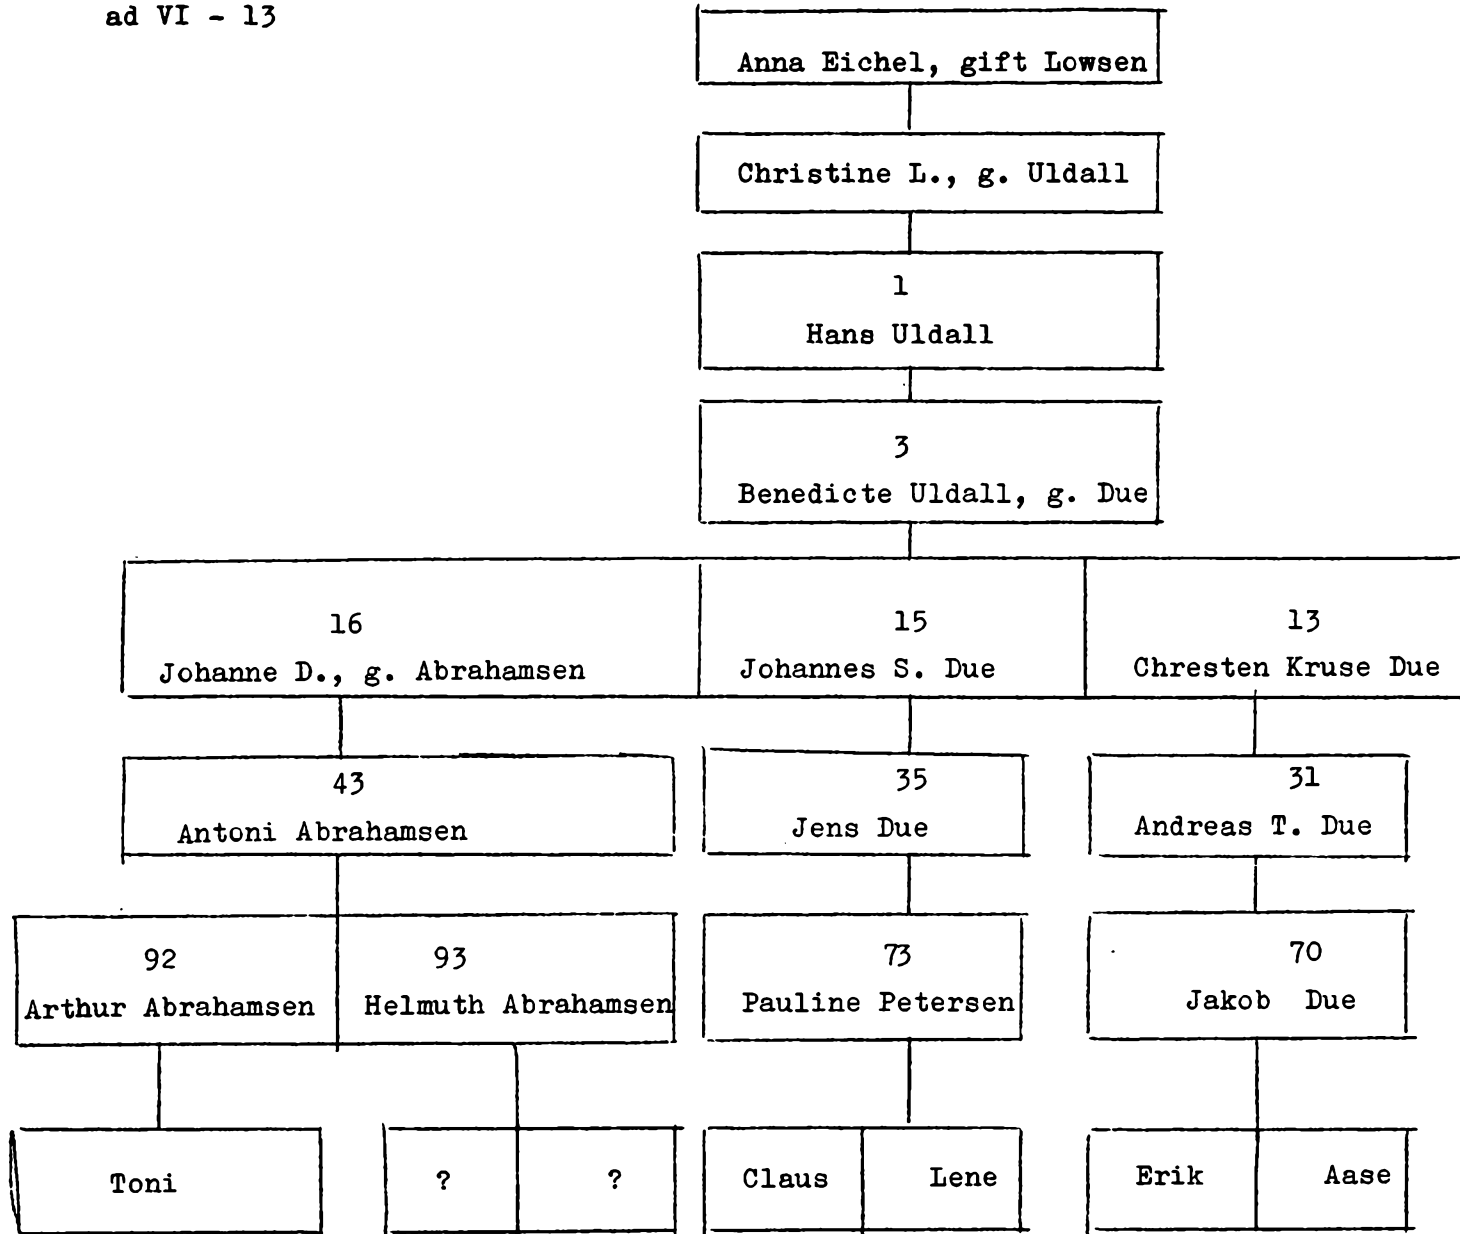 ad VI - 13
Anna Eichel, gift Lowsen
Christine L., g. Uldall
1
Hans Uldall
3
Benedicte Uldall, g. Due
16 15 13
Johanne D., g. Abrahamsen Johannes S. Due Chresten Kruse Due
43 35 31
Antoni Abrahamsen Jens Due Andreas T. Due
92 93 73 70
Arthur Abrahamsen Helmuth Abrahamsen Pauline Petersen Jakob Due
Toni ? ? Claus Lene Erik Aase